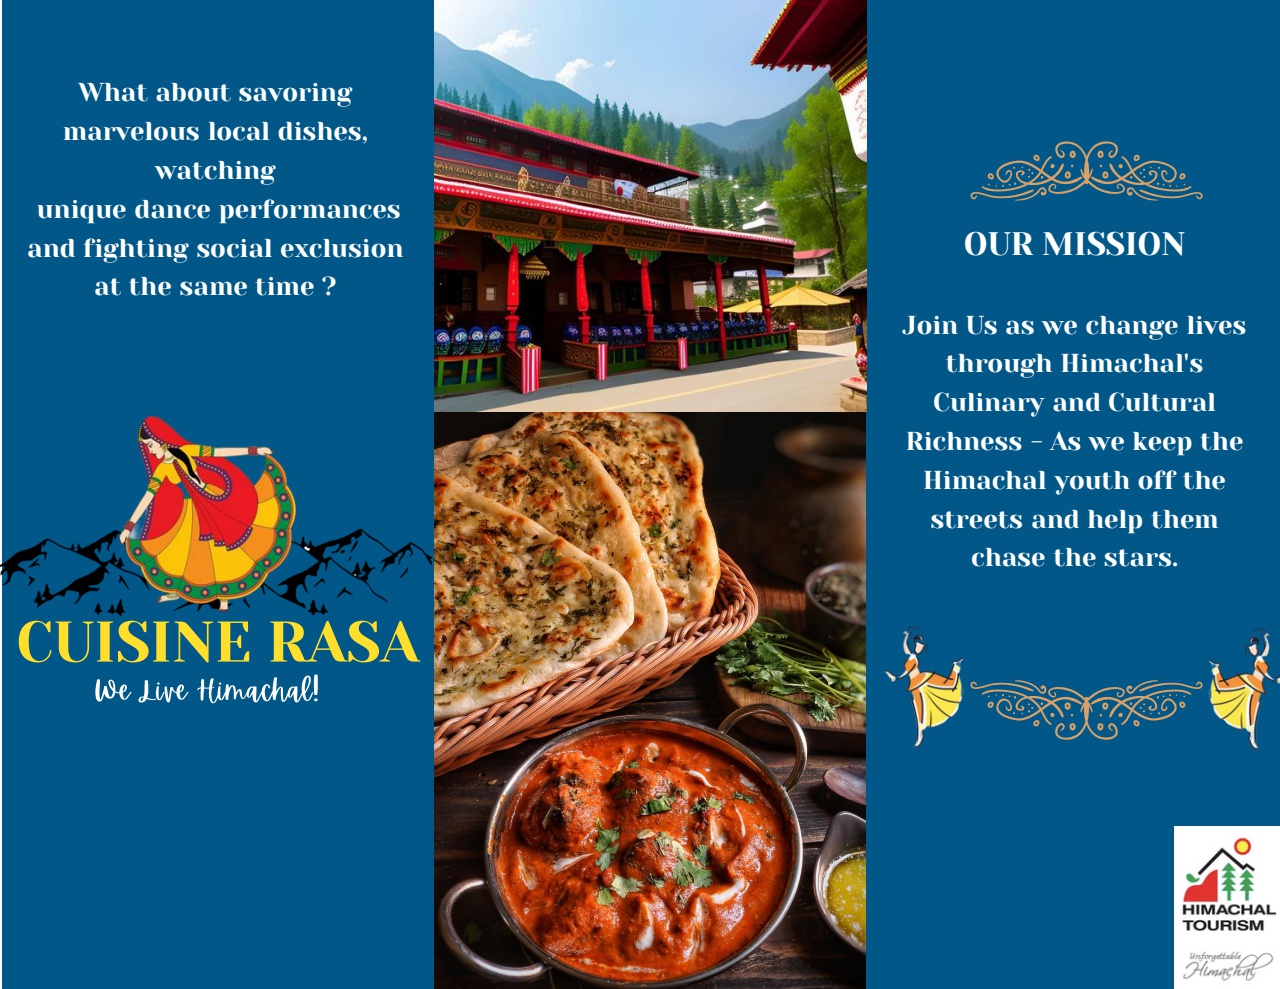 What about savoring
marvelous local dishes,
watching
unique dance performances
and fighting social exclusion
at the same time ?
CUISINE RASA
We Live Himachal!
OUR MISSION
Join Us as we change lives
through Himachal's
Culinary and Cultural
Richness - As we keep the
Himachal youth off the
streets and help them
chase the stars.
HIMACHAL
TOURISM
Unforgettable
Himachal